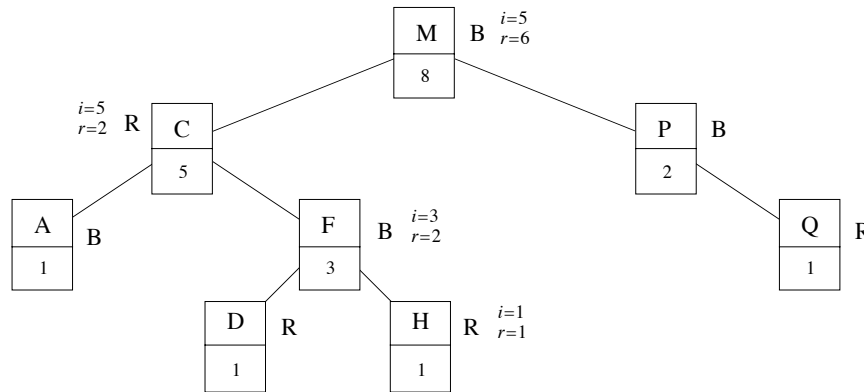 M B i=5
r=6
8
i=5
r=2 R C
5
P B
2
A B
1
F B i=3
r=2
3
Q R
1
D R
1
H R i=1
r=1
1